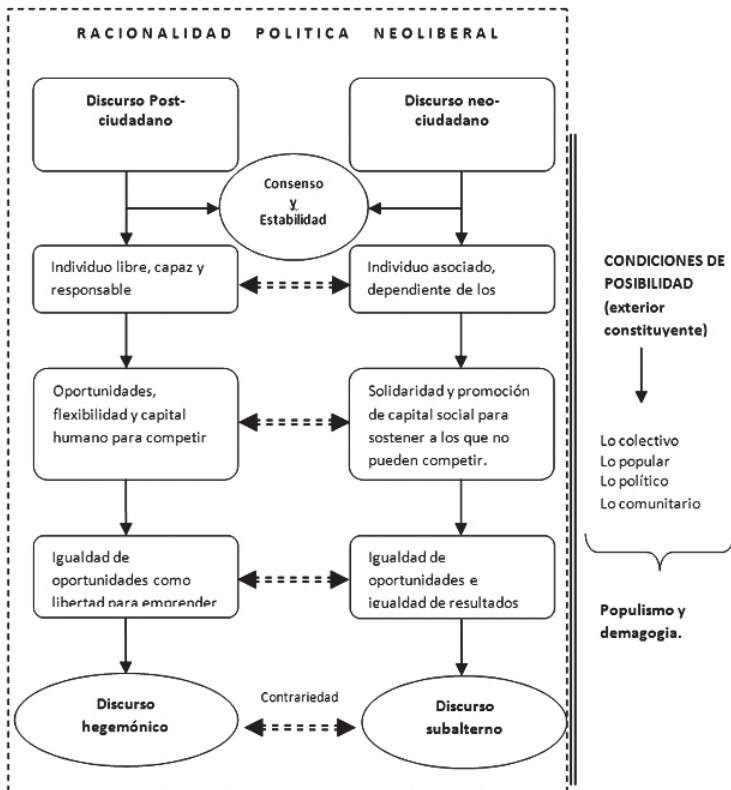 RACIONALIDAD POLITICA NEOLIBERAL
Discurso Post-
ciudadano
Discurso neo-
ciudadano
Consenso
y
Estabilidad
Individuo libre, capaz y
responsable
Individuo asociado,
dependiente de los
Oportunidades,
flexibilidad y capital
humano para competir
Solidaridad y promoción
de capital social para
sostener a los que no
pueden competir.
Igualdad de
oportunidades como
libertad para emprender
Igualdad de
oportunidades e
igualdad de resultados
Discurso
hegemónico
Contrariedad
Discurso
subalterno
CONDICIONES DE
POSIBILIDAD
(exterior
constituyente)
Lo colectivo
Lo popular
Lo político
Lo comunitario
Populismo y
demagogia.